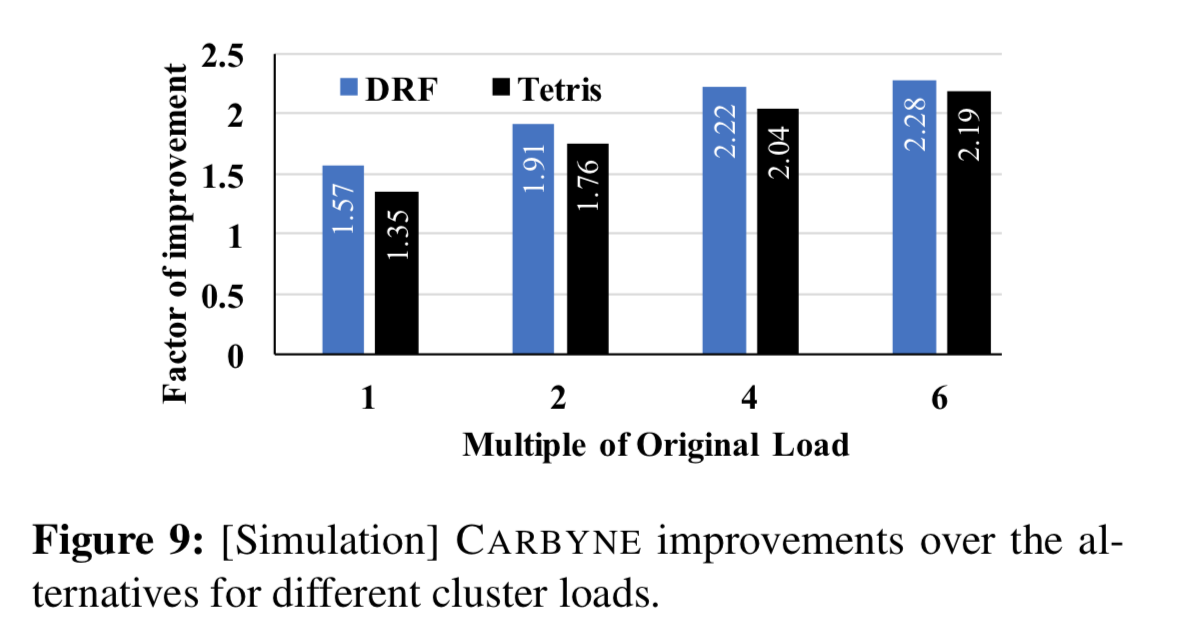 Factor of improvement
2.5
2
1.5
1
0.5
0
DRF Tetris
1.57 1.35 1.91 1.76 2.22 2.04 2.28 2.19
1 2 4 6
Multiple of Original Load
Figure 9: [Simulation] CARBYNE improvements over the al-
ternatives for different cluster loads.